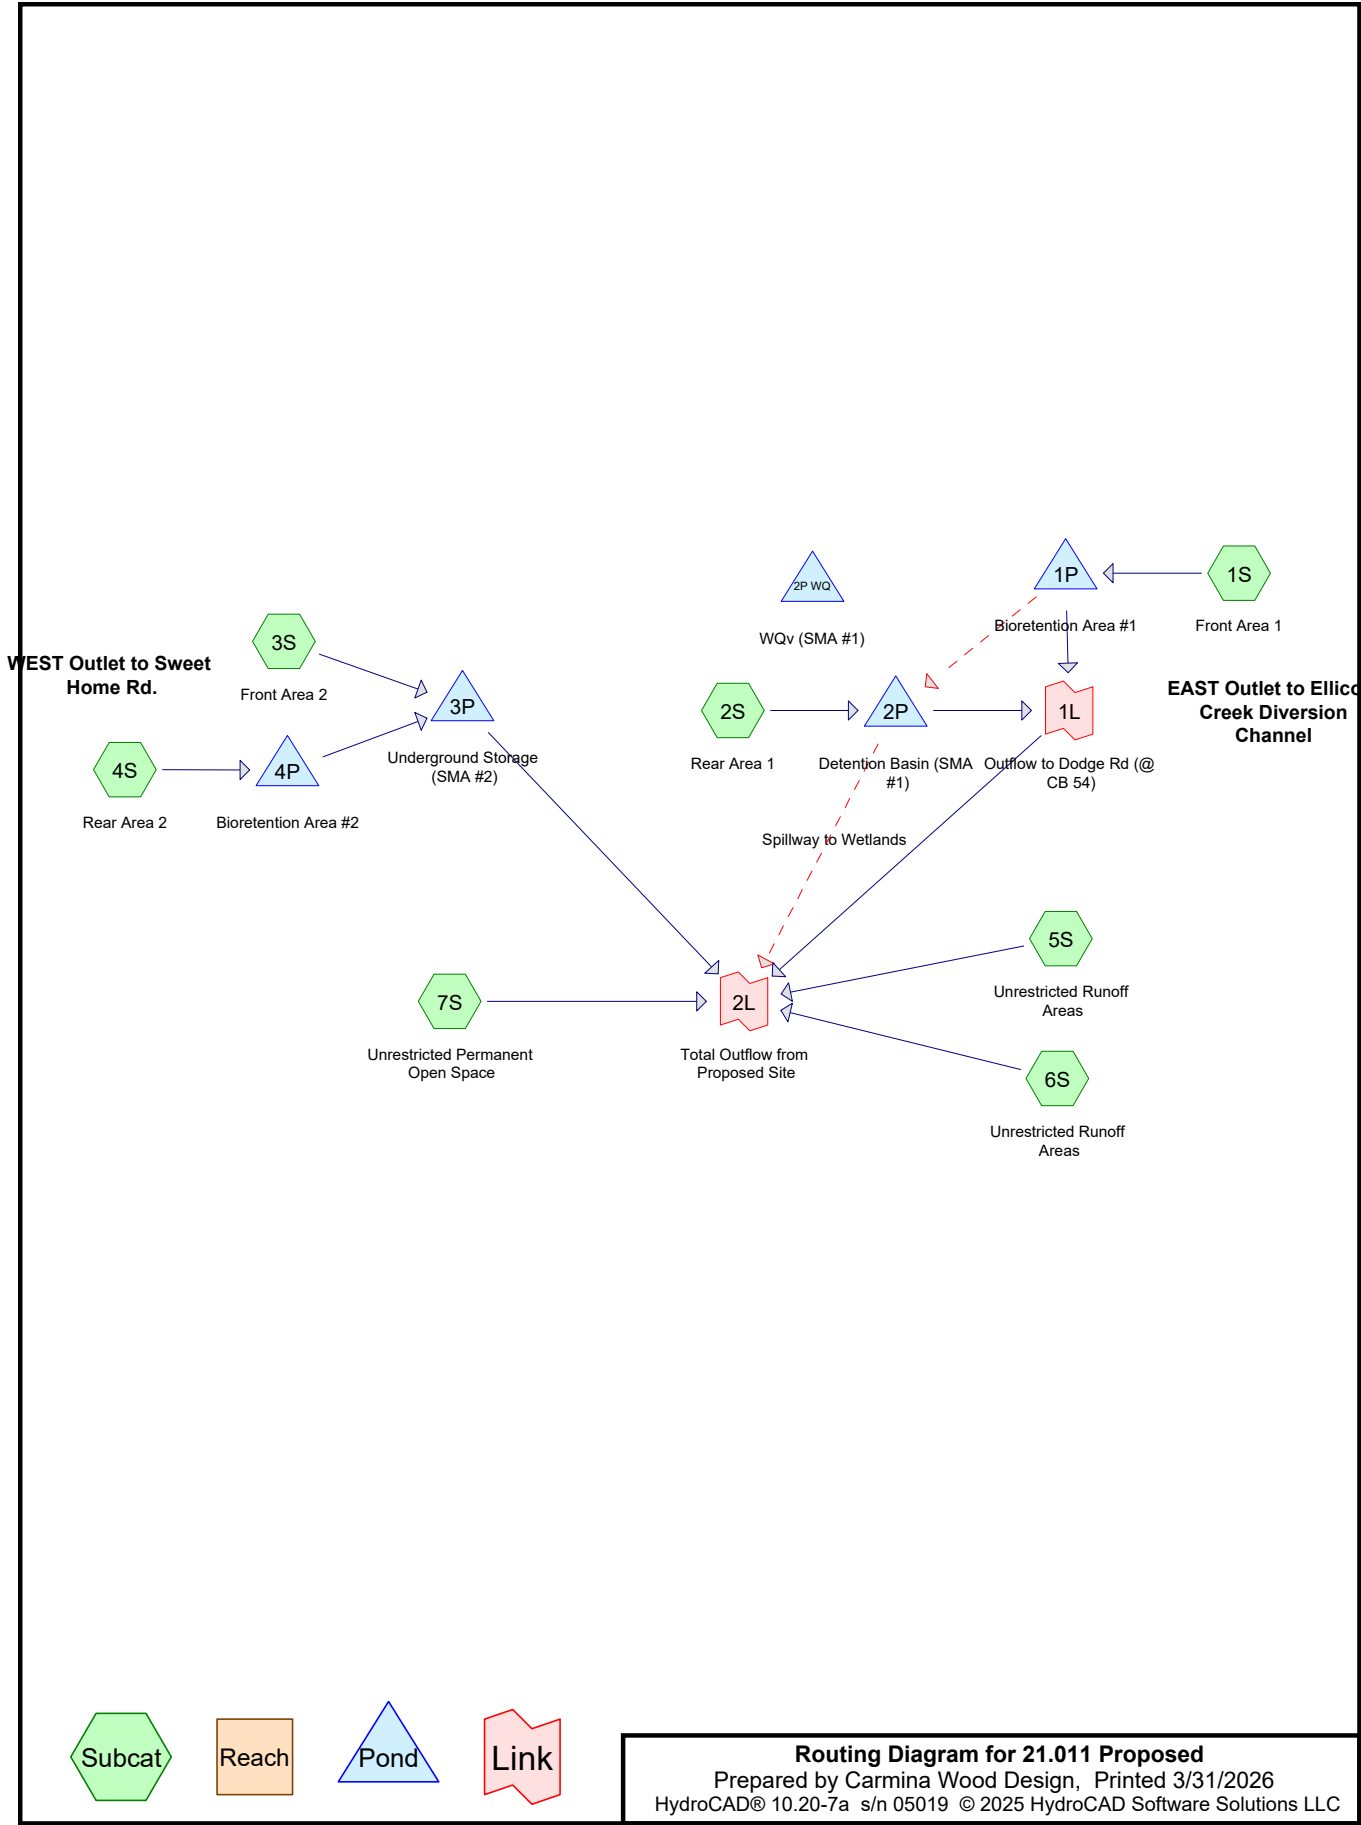 2P WQ
WQv (SMA #1)
1P
Bioretention Area #1
1S
Front Area 1
3S
Front Area 2
WEST Outlet to Sweet
Home Rd.
3P
Underground Storage
(SMA #2)
4S
Rear Area 2
4P
Bioretention Area #2
2S
Rear Area 1
2P
Detention Basin (SMA
#1)
1L
Outflow to Dodge Rd (@
CB 54)
EAST Outlet to Ellico
Creek Diversion
Channel
Spillway to Wetlands
5S
Unrestricted Runoff
Areas
7S
Unrestricted Permanent
Open Space
2L
Total Outflow from
Proposed Site
6S
Unrestricted Runoff
Areas
Subcat
Reach
Pond
Link
Routing Diagram for 21.011 Proposed
Prepared by Carmina Wood Design,  Printed 3/31/2026
HydroCAD® 10.20-7a  s/n 05019  © 2025 HydroCAD Software Solutions LLC